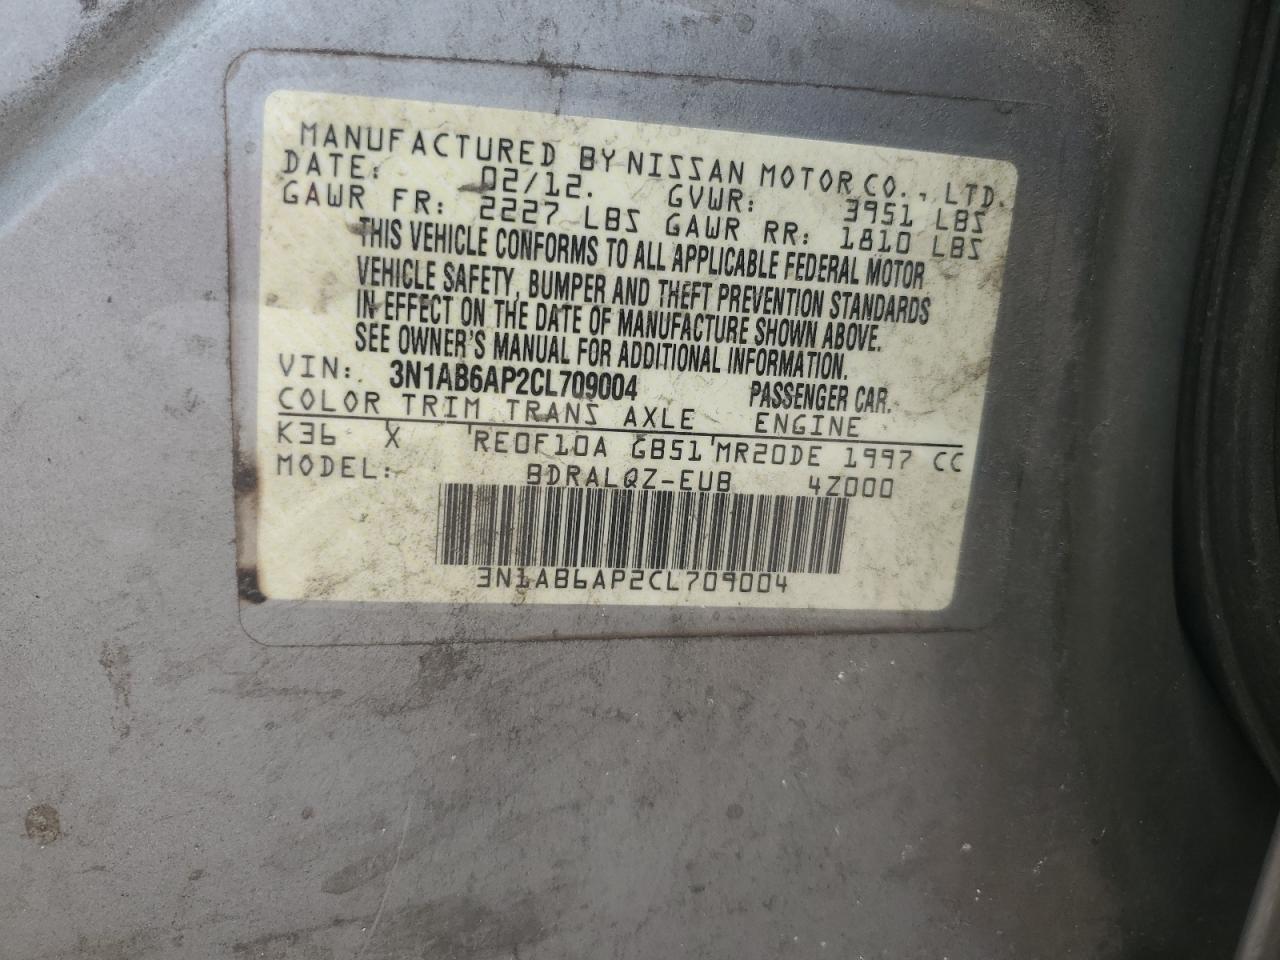 MANUFACTURED BY NISSAN MOTOR CO., LTD.
DATE: 02/12. GVWR: 3951 LBS
GAWR FR: 2227 LBS GAWR RR: 1810 LBS
THIS VEHICLE CONFORMS TO ALL APPLICABLE FEDERAL MOTOR
VEHICLE SAFETY, BUMPER AND THEFT PREVENTION STANDARDS
IN EFFECT ON THE DATE OF MANUFACTURE SHOWN ABOVE.
SEE OWNER'S MANUAL FOR ADDITIONAL INFORMATION.
VIN: 3N1AB6AP2CL709004 PASSENGER CAR.
COLOR TRIM TRANS AXLE ENGINE
K36 X RE0F10A GB51 MR20DE 1997 CC
MODEL: BDRALQZ-EUB 4Z000
3N1AB6AP2CL709004